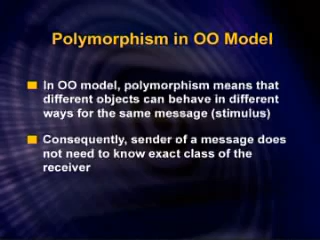 Polymorphism in OO Model
In OO model, polymorphism means that
different objects can behave in different
ways for the same message (stimulus)
Consequently, sender of a message does
not need to know exact class of the
receiver